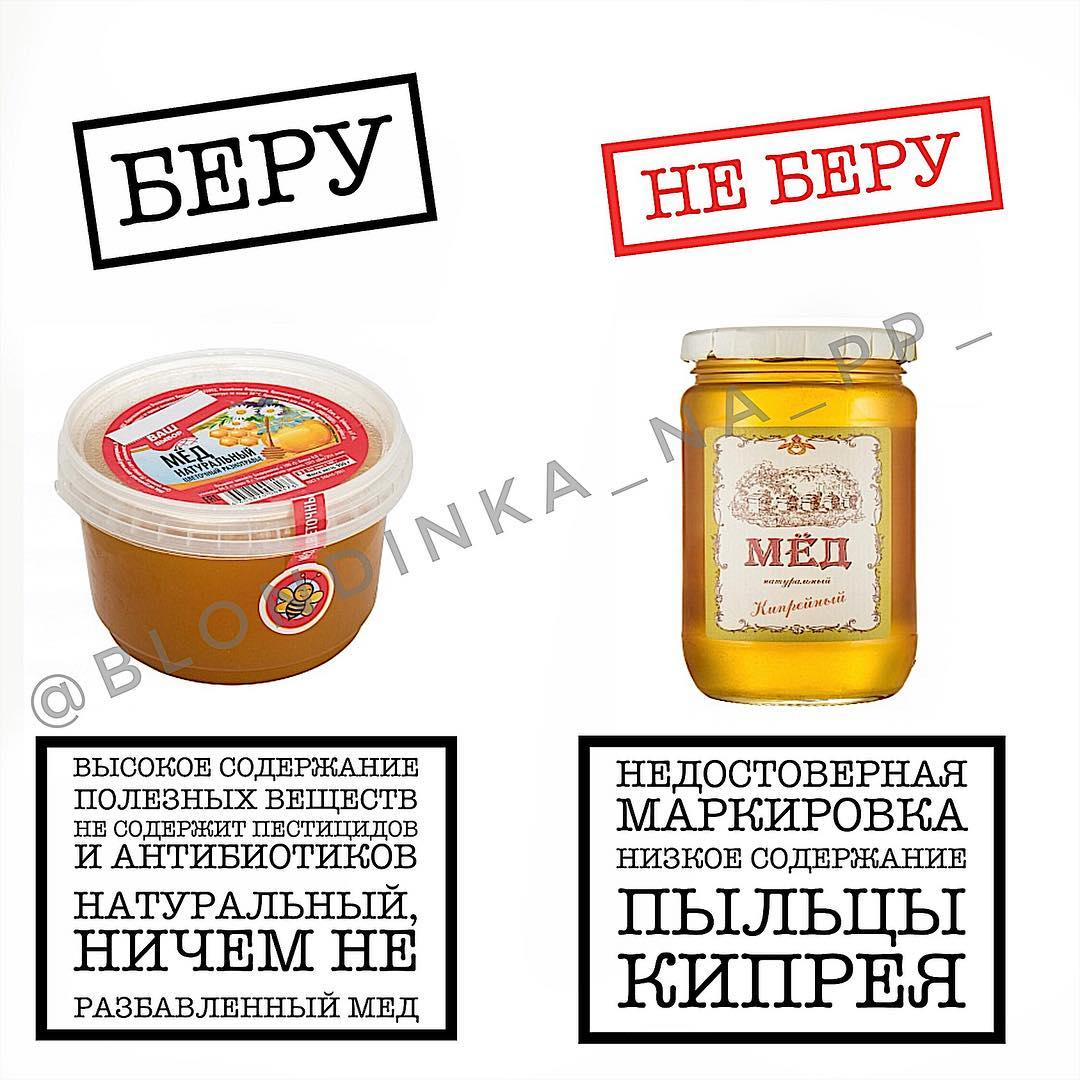 БЕРУ
НЕ БЕРУ
ВАШ
ВЫБОР
МЁД
НАТУРАЛЬНЫЙ
ЦВЕТОЧНЫЙ РАЗНОТРАВЬЕ
МЁД
натуральный
Кипрейный
@BLONDINKA_NA_PP_
ВЫСОКОЕ СОДЕРЖАНИЕ
ПОЛЕЗНЫХ ВЕЩЕСТВ
НЕ СОДЕРЖИТ ПЕСТИЦИДОВ
И АНТИБИОТИКОВ
НАТУРАЛЬНЫЙ,
НИЧЕМ НЕ
РАЗБАВЛЕННЫЙ МЕД
НЕДОСТОВЕРНАЯ
МАРКИРОВКА
НИЗКОЕ СОДЕРЖАНИЕ
ПЫЛЬЦЫ
КИПРЕЯ